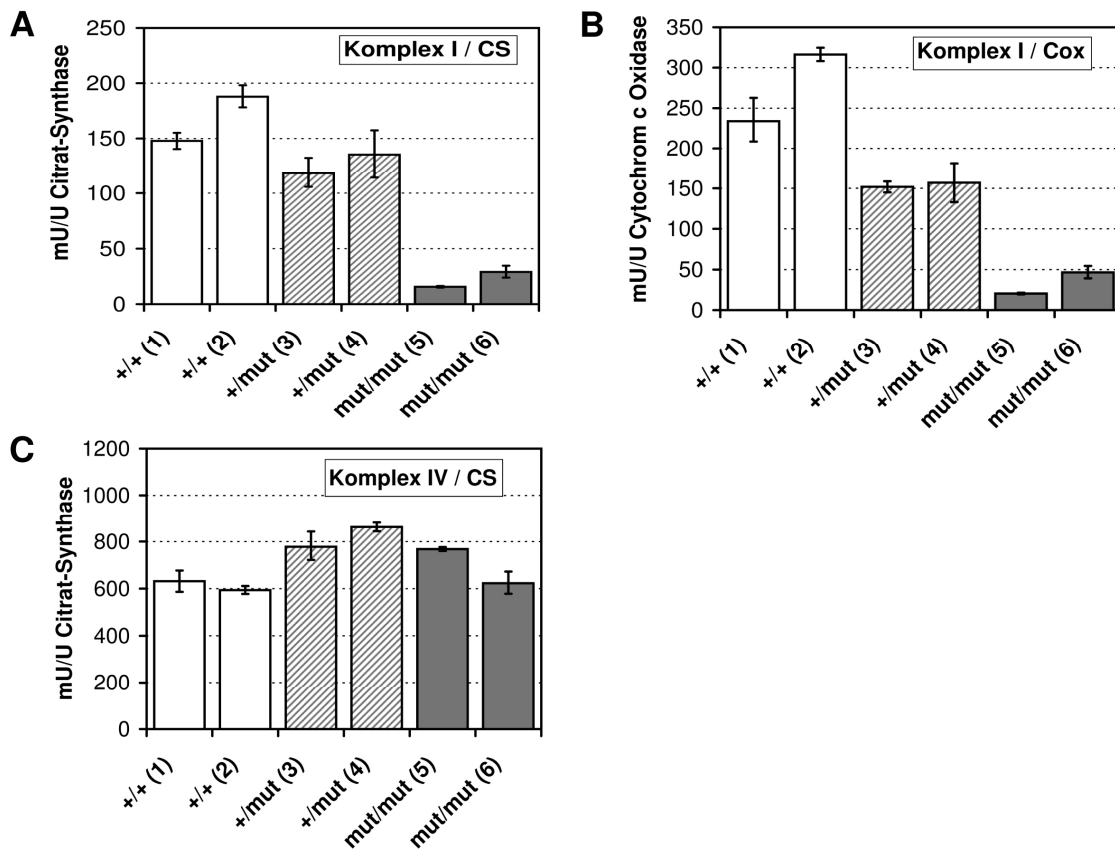 A
Komplex I / CS
mU/U Citrat-Synthase
250
200
150
100
50
0
+/+ (1)
+/+ (2)
+/mut (3)
+/mut (4)
mut/mut (5)
mut/mut (6)
B
Komplex I / Cox
mU/U Cytochrom c Oxidase
350
300
250
200
150
100
50
0
+/+ (1)
+/+ (2)
+/mut (3)
+/mut (4)
mut/mut (5)
mut/mut (6)
C
Komplex IV / CS
mU/U Citrat-Synthase
1200
1000
800
600
400
200
0
+/+ (1)
+/+ (2)
+/mut (3)
+/mut (4)
mut/mut (5)
mut/mut (6)